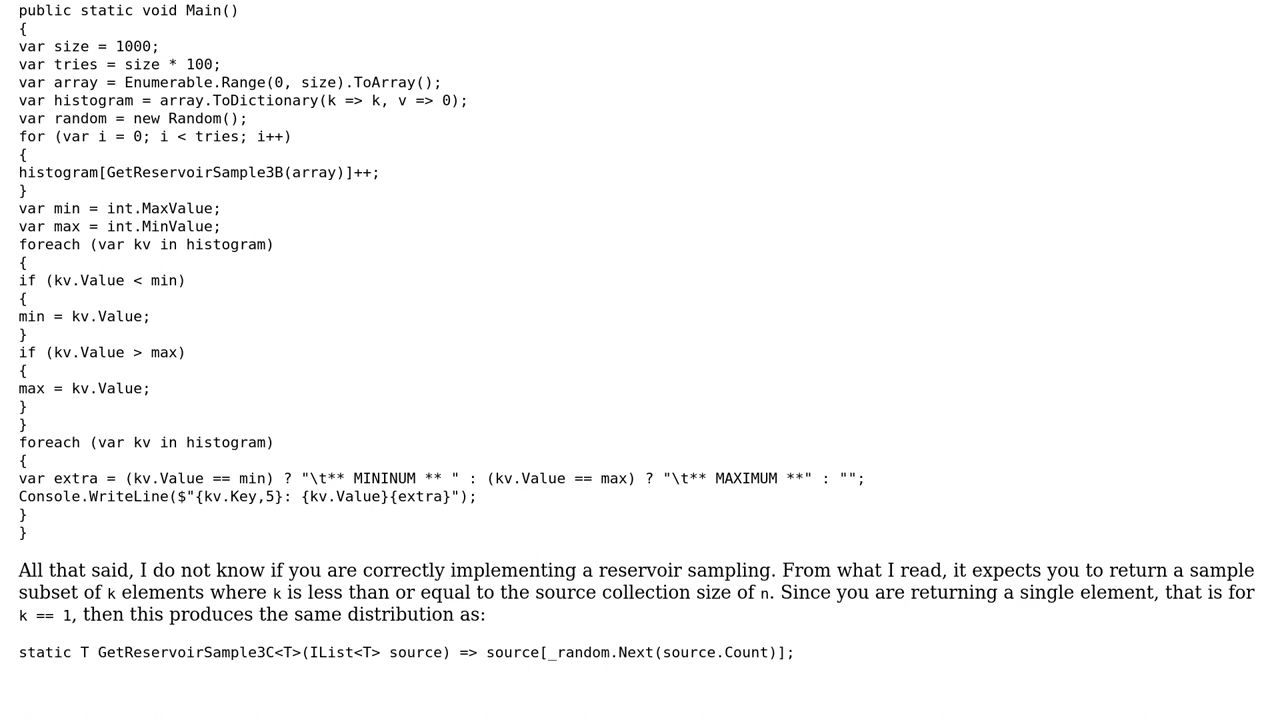 public static void Main()
{
var size = 1000;
var tries = size * 100;
var array = Enumerable.Range(0, size).ToArray();
var histogram = array.ToDictionary(k => k, v => 0);
var random = new Random();
for (var i = 0; i < tries; i++)
{
histogram[GetReservoirSample3B(array)]++;
}
var min = int.MaxValue;
var max = int.MinValue;
foreach (var kv in histogram)
{
if (kv.Value < min)
{
min = kv.Value;
}
if (kv.Value > max)
{
max = kv.Value;
}
}
foreach (var kv in histogram)
{
var extra = (kv.Value == min) ? "\t** MININUM ** " : (kv.Value == max) ? "\t** MAXIMUM **" : "";
Console.WriteLine($"{kv.Key,5}: {kv.Value}{extra}");
}
}
All that said, I do not know if you are correctly implementing a reservoir sampling. From what I read, it expects you to return a sample
subset of k elements where k is less than or equal to the source collection size of n. Since you are returning a single element, that is for
k == 1, then this produces the same distribution as:
static T GetReservoirSample3C<T>(IList<T> source) => source[_random.Next(source.Count)];